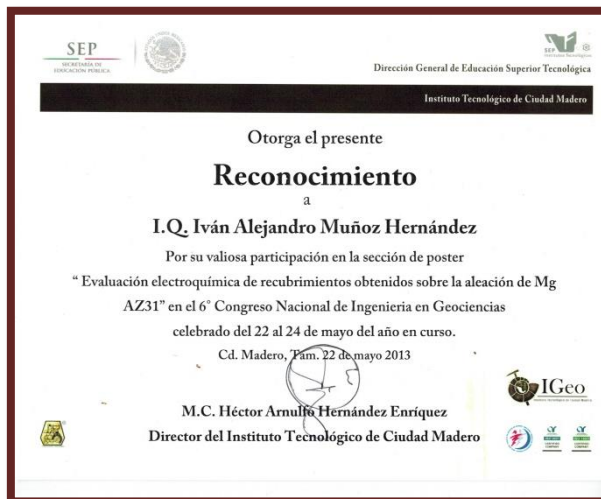 SEP
SECRETARÍA DE
EDUCACIÓN PÚBLICA
SEP
Dirección General de Educación Superior Tecnológica
Instituto Tecnológico de Ciudad Madero
Otorga el presente
Reconocimiento
a
I.Q. Iván Alejandro Muñoz Hernández
Por su valiosa participación en la sección de poster
“ Evaluación electroquímica de recubrimientos obtenidos sobre la aleación de Mg
AZ31” en el 6° Congreso Nacional de Ingenieria en Geociencias
celebrado del 22 al 24 de mayo del año en curso.
Cd. Madero, Tam. 22 de mayo 2013
IGeo
M.C. Héctor Arnulfo Hernández Enríquez
Director del Instituto Tecnológico de Ciudad Madero